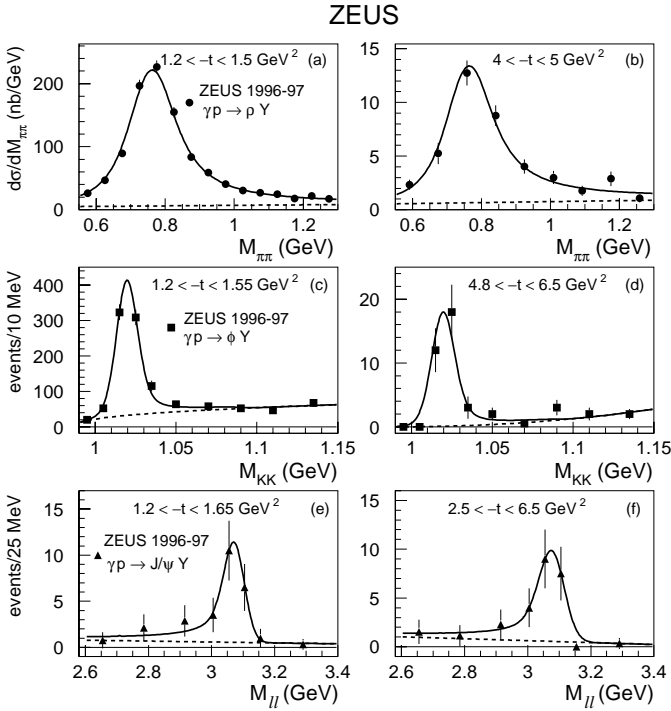 ZEUS
dσ/dM_ππ (nb/GeV)
200
100
0
1.2 < –t < 1.5 GeV² (a)
ZEUS 1996-97
γp → ρ Y
0.6 0.8 1 1.2
M_ππ (GeV)
15
10
5
0
4 < –t < 5 GeV² (b)
0.6 0.8 1 1.2
M_ππ (GeV)
events/10 MeV
400
300
200
100
0
1.2 < –t < 1.55 GeV² (c)
ZEUS 1996-97
γp → ϕ Y
1 1.05 1.1 1.15
M_KK (GeV)
20
10
0
4.8 < –t < 6.5 GeV² (d)
1 1.05 1.1 1.15
M_KK (GeV)
events/25 MeV
15
10
5
0
1.2 < –t < 1.65 GeV² (e)
ZEUS 1996-97
γp → J/ψ Y
2.6 2.8 3 3.2 3.4
M_ll (GeV)
15
10
5
0
2.5 < –t < 6.5 GeV² (f)
2.6 2.8 3 3.2 3.4
M_ll (GeV)